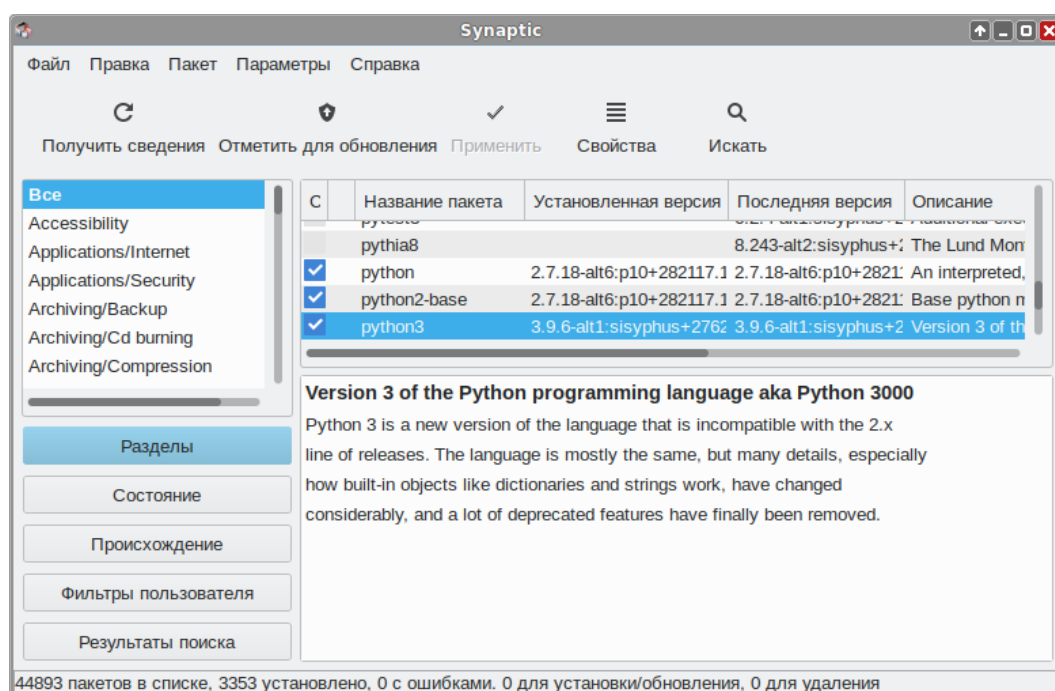 Synaptic
Файл Правка Пакет Параметры Справка
Получить сведения Отметить для обновления Применить Свойства Искать
Все
Accessibility
Applications/Internet
Applications/Security
Archiving/Backup
Archiving/Cd burning
Archiving/Compression
Разделы
Состояние
Происхождение
Фильтры пользователя
Результаты поиска
С Название пакета Установленная версия Последняя версия Описание
pythia8 8.243-alt2:sisyphus+2 The Lund Mon
python 2.7.18-alt6:p10+282117.1 2.7.18-alt6:p10+2821 An interpreted,
python2-base 2.7.18-alt6:p10+282117.1 2.7.18-alt6:p10+2821 Base python m
python3 3.9.6-alt1:sisyphus+2762 3.9.6-alt1:sisyphus+2 Version 3 of th
Version 3 of the Python programming language aka Python 3000
Python 3 is a new version of the language that is incompatible with the 2.x
line of releases. The language is mostly the same, but many details, especially
how built-in objects like dictionaries and strings work, have changed
considerably, and a lot of deprecated features have finally been removed.
44893 пакетов в списке, 3353 установлено, 0 с ошибками. 0 для установки/обновления, 0 для удаления